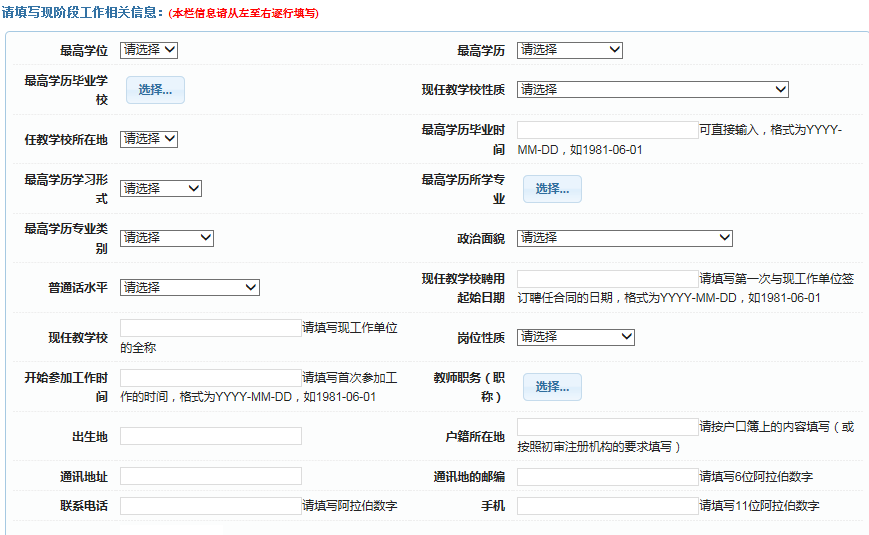 请填写现阶段工作相关信息：(本栏信息请从左至右逐行填写)
最高学位 请选择 最高学历 请选择
最高学历毕业学校 选择... 现任教学校性质 请选择
任教学校所在地 请选择 最高学历毕业时间 可直接输入，格式为YYYY-
MM-DD，如1981-06-01
最高学历学习形式 请选择 最高学历所学专业 选择...
最高学历专业类别 请选择 政治面貌 请选择
普通话水平 请选择 现任教学校聘用起始日期 请填写第一次与现工作单位签
订聘任合同的日期，格式为YYYY-MM-DD，如1981-06-01
现任教学校 请填写现工作单位
的全称
岗位性质 请选择
开始参加工作时间 请填写首次参加工
作的时间，格式为YYYY-MM-DD，如1981-06-01
教师职务（职称） 选择...
出生地 户籍所在地 请按户口簿上的内容填写（或
按照初审注册机构的要求填写）
通讯地址 通讯地的邮编 请填写6位阿拉伯数字
联系电话 请填写阿拉伯数字 手机 请填写11位阿拉伯数字